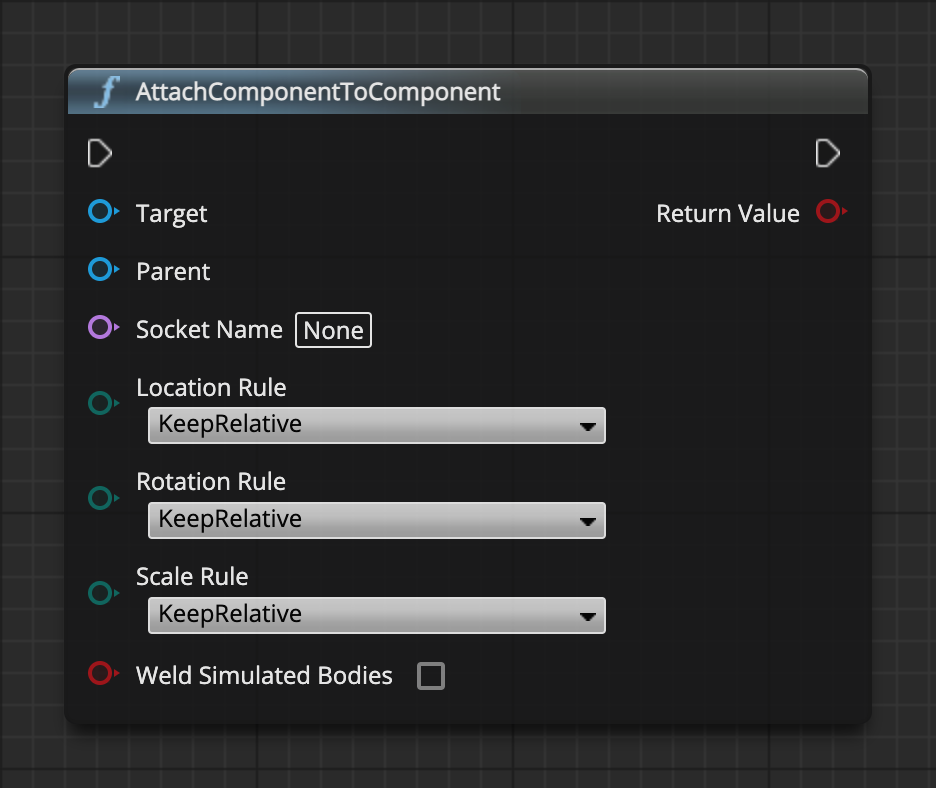 AttachComponentToComponent
Target
Return Value
Parent
Socket Name None
Location Rule
KeepRelative
Rotation Rule
KeepRelative
Scale Rule
KeepRelative
Weld Simulated Bodies